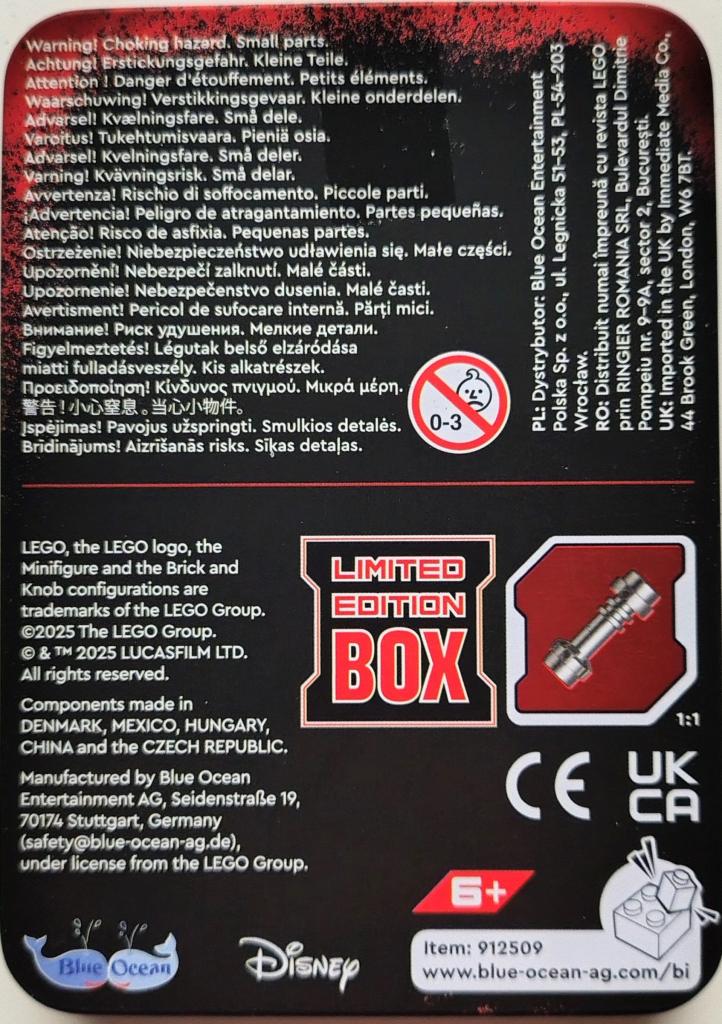 Warning! Choking hazard. Small parts.
Achtung! Erstickungsgefahr. Kleine Teile.
Attention ! Danger d'étouffement. Petits éléments.
Waarschuwing! Verstikkingsgevaar. Kleine onderdelen.
Advarsel! Kvælningsfare. Små dele.
Varoitus! Tukehtumisvaara. Pieniä osia.
Advarsel! Kvelningsfare. Små deler.
Varning! Kvävningsrisk. Små delar.
Avvertenza! Rischio di soffocamento. Piccole parti.
¡Advertencia! Peligro de atragantamiento. Partes pequeñas.
Atenção! Risco de asfixia. Pequenas partes.
Ostrzeżenie! Niebezpieczeństwo udławienia się. Małe części.
Upozornění! Nebezpečí zalknutí. Malé části.
Upozornenie! Nebezpečenstvo dusenia. Malé časti.
Avertisment! Pericol de sufocare internă. Părți mici.
Внимание! Риск удушения. Мелкие детали.
Figyelmeztetés! Légutak belső elzáródása
miatti fulladásveszély. Kis alkatrészek.
Προειδοποίηση! Κίνδυνος πνιγμού. Μικρά μέρη.
警告!小心窒息。当心小物件。
Įspėjimas! Pavojus užspringti. Smulkios detalės.
Bridinājums! Aizrīšanās risks. Sīkas detaļas.
0-3
PL: Dystrybutor: Blue Ocean Entertainment
Polska Sp. z o.o., ul. Legnicka 51-53, PL-54-203
Wrocław.
RO: Distribuit numai împreună cu revista LEGO
prin RINGIER ROMANIA SRL, Bulevardul Dimitrie
Pompeiu nr. 9-9A, sector 2, București.
UK: Imported in the UK by Immediate Media Co.,
44 Brook Green, London, W6 7BT.
LEGO, the LEGO logo, the
Minifigure and the Brick and
Knob configurations are
trademarks of the LEGO Group.
©2025 The LEGO Group.
© & ™ 2025 LUCASFILM LTD.
All rights reserved.
Components made in
DENMARK, MEXICO, HUNGARY,
CHINA and the CZECH REPUBLIC.
Manufactured by Blue Ocean
Entertainment AG, Seidenstraße 19,
70174 Stuttgart, Germany
(safety@blue-ocean-ag.de),
under license from the LEGO Group.
LIMITED
EDITION
BOX
1:1
CE
UK
CA
6+
Blue Ocean
Disney
Item: 912509
www.blue-ocean-ag.com/bi